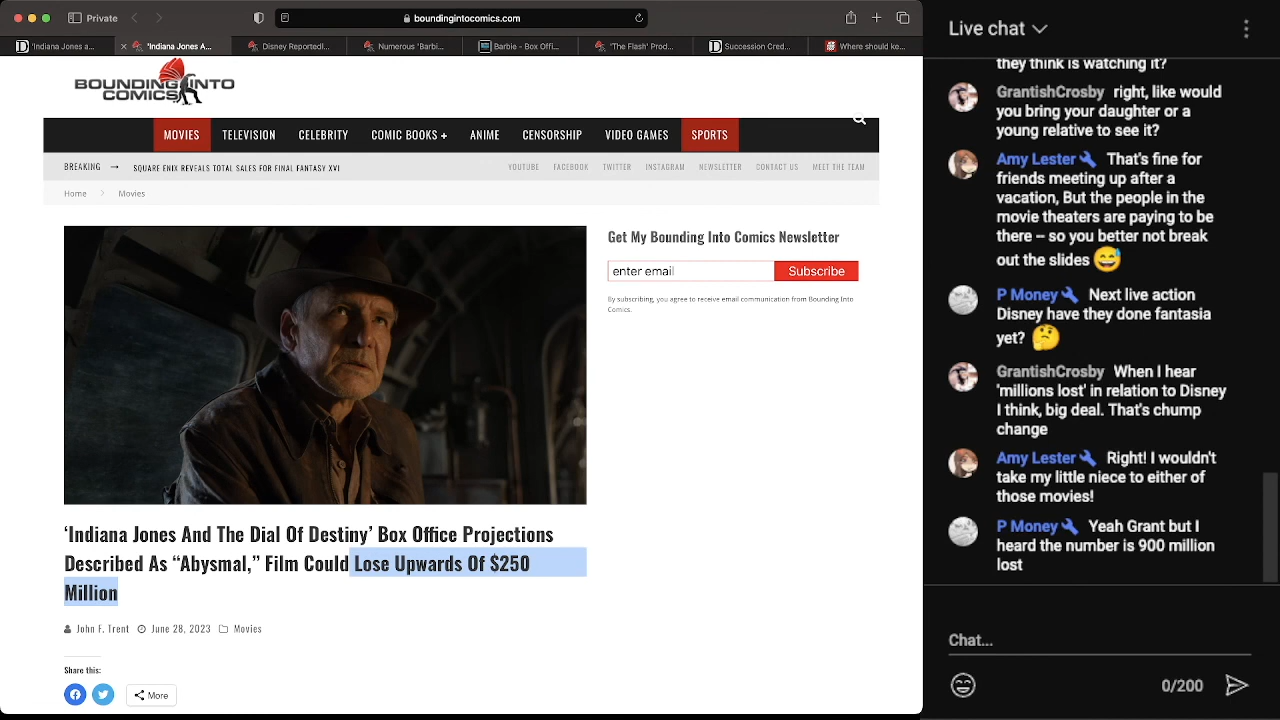 Private
boundingintocomics.com
'Indiana Jones a...
'Indiana Jones A...
Disney Reportedl...
Numerous 'Barbi...
Barbie - Box Offi...
'The Flash' Prod...
Succession Cred...
Where should ke...
BOUNDING INTO
COMICS
MOVIES
TELEVISION
CELEBRITY
COMIC BOOKS +
ANIME
CENSORSHIP
VIDEO GAMES
SPORTS
BREAKING → SQUARE ENIX REVEALS TOTAL SALES FOR FINAL FANTASY XVI
YOUTUBE
FACEBOOK
TWITTER
INSTAGRAM
NEWSLETTER
CONTACT US
MEET THE TEAM
Home > Movies
Get My Bounding Into Comics Newsletter
enter email
Subscribe
By subscribing, you agree to receive email communication from Bounding Into
Comics.
‘Indiana Jones And The Dial Of Destiny’ Box Office Projections
Described As “Abysmal,” Film Could Lose Upwards Of $250
Million
John F. Trent June 28, 2023 Movies
Share this:
More
Live chat
they think is watching it?
GrantishCrosby right, like would
you bring your daughter or a
young relative to see it?
Amy Lester That's fine for
friends meeting up after a
vacation, But the people in the
movie theaters are paying to be
there – so you better not break
out the slides 😅
P Money Next live action
Disney have they done fantasia
yet? 🤔
GrantishCrosby When I hear
'millions lost' in relation to Disney
I think, big deal. That's chump
change
Amy Lester Right! I wouldn't
take my little niece to either of
those movies!
P Money Yeah Grant but I
heard the number is 900 million
lost
Chat...
0/200